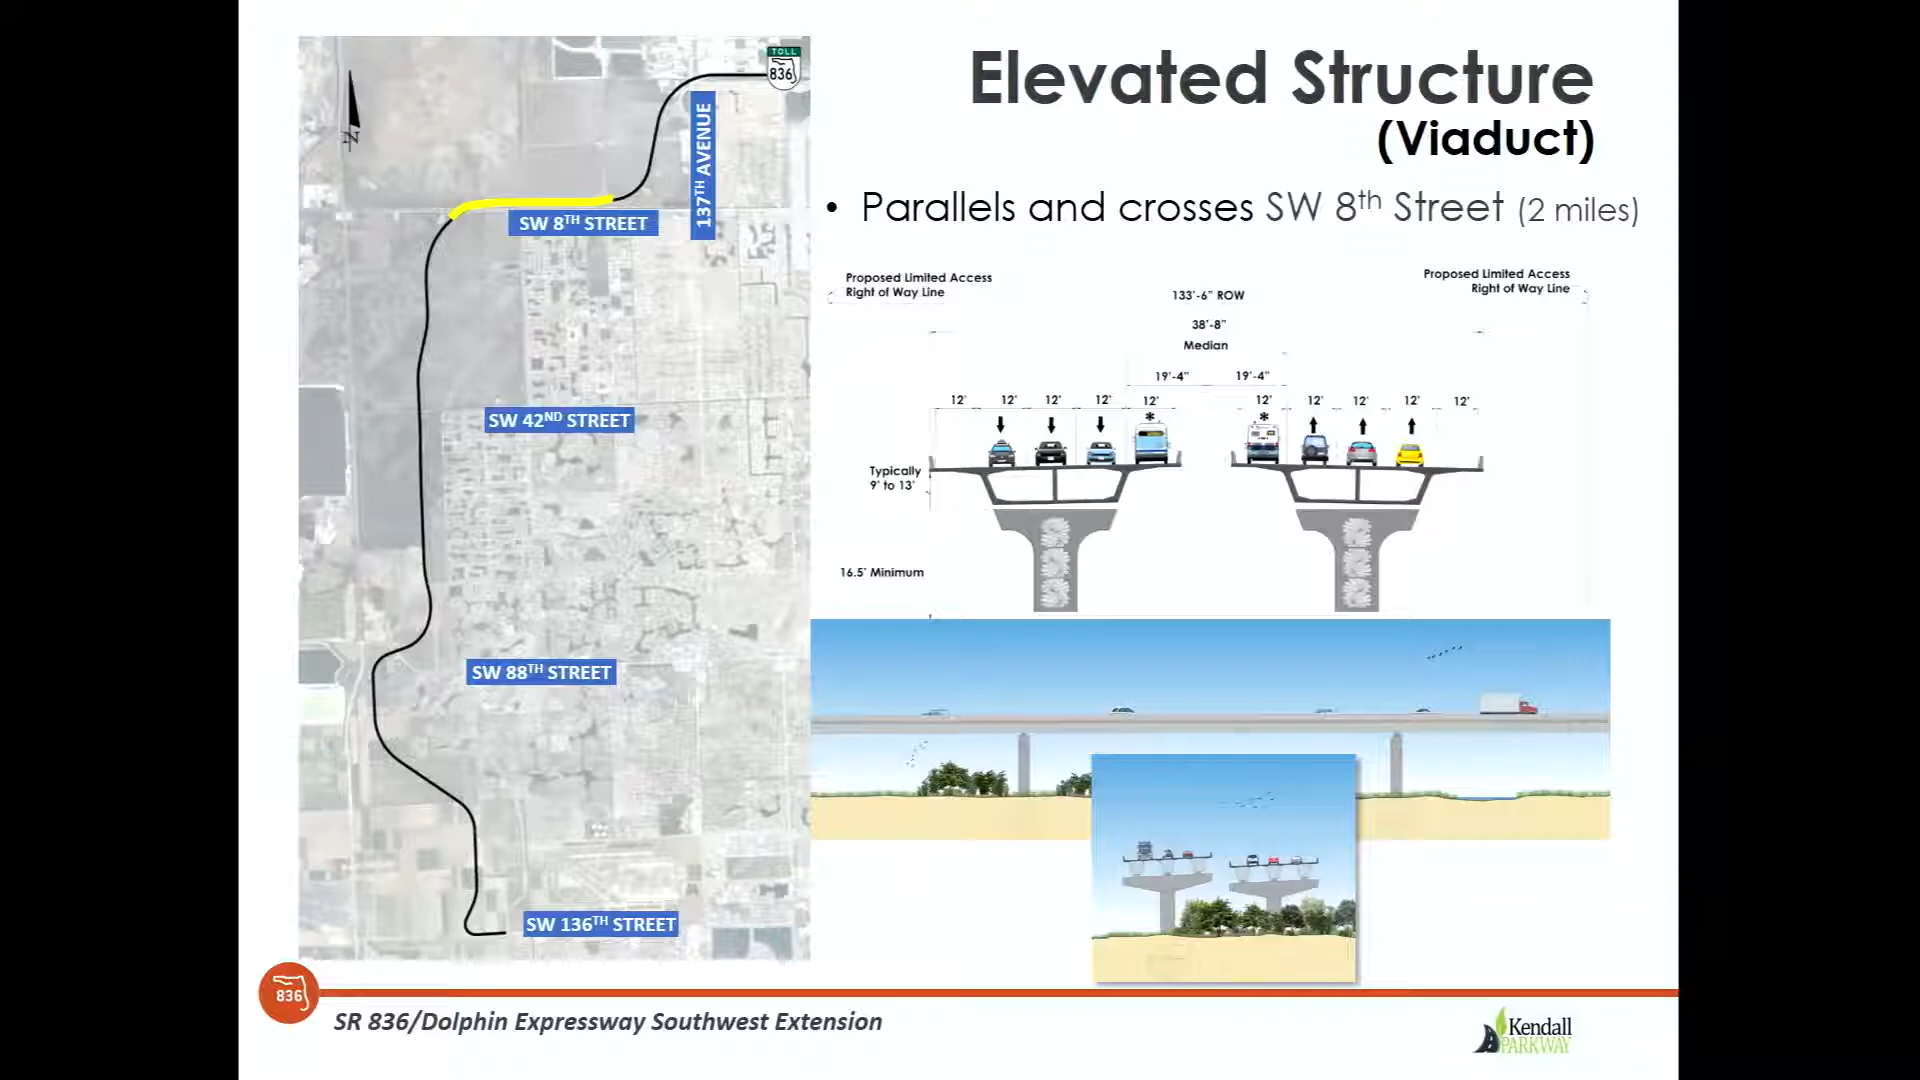 TOLL
836
N
137TH AVENUE
SW 8TH STREET
SW 42ND STREET
SW 88TH STREET
SW 136TH STREET
Elevated Structure
(Viaduct)
• Parallels and crosses SW 8th Street (2 miles)
Proposed Limited Access
Right of Way Line
Proposed Limited Access
Right of Way Line
133'-6" ROW
38'-8"
Median
19'-4" 19'-4"
12' 12' 12' 12' 12' 12' 12' 12' 12' 12'
* *
Typically
9' to 13'
16.5' Minimum
836
SR 836/Dolphin Expressway Southwest Extension
Kendall
PARKWAY